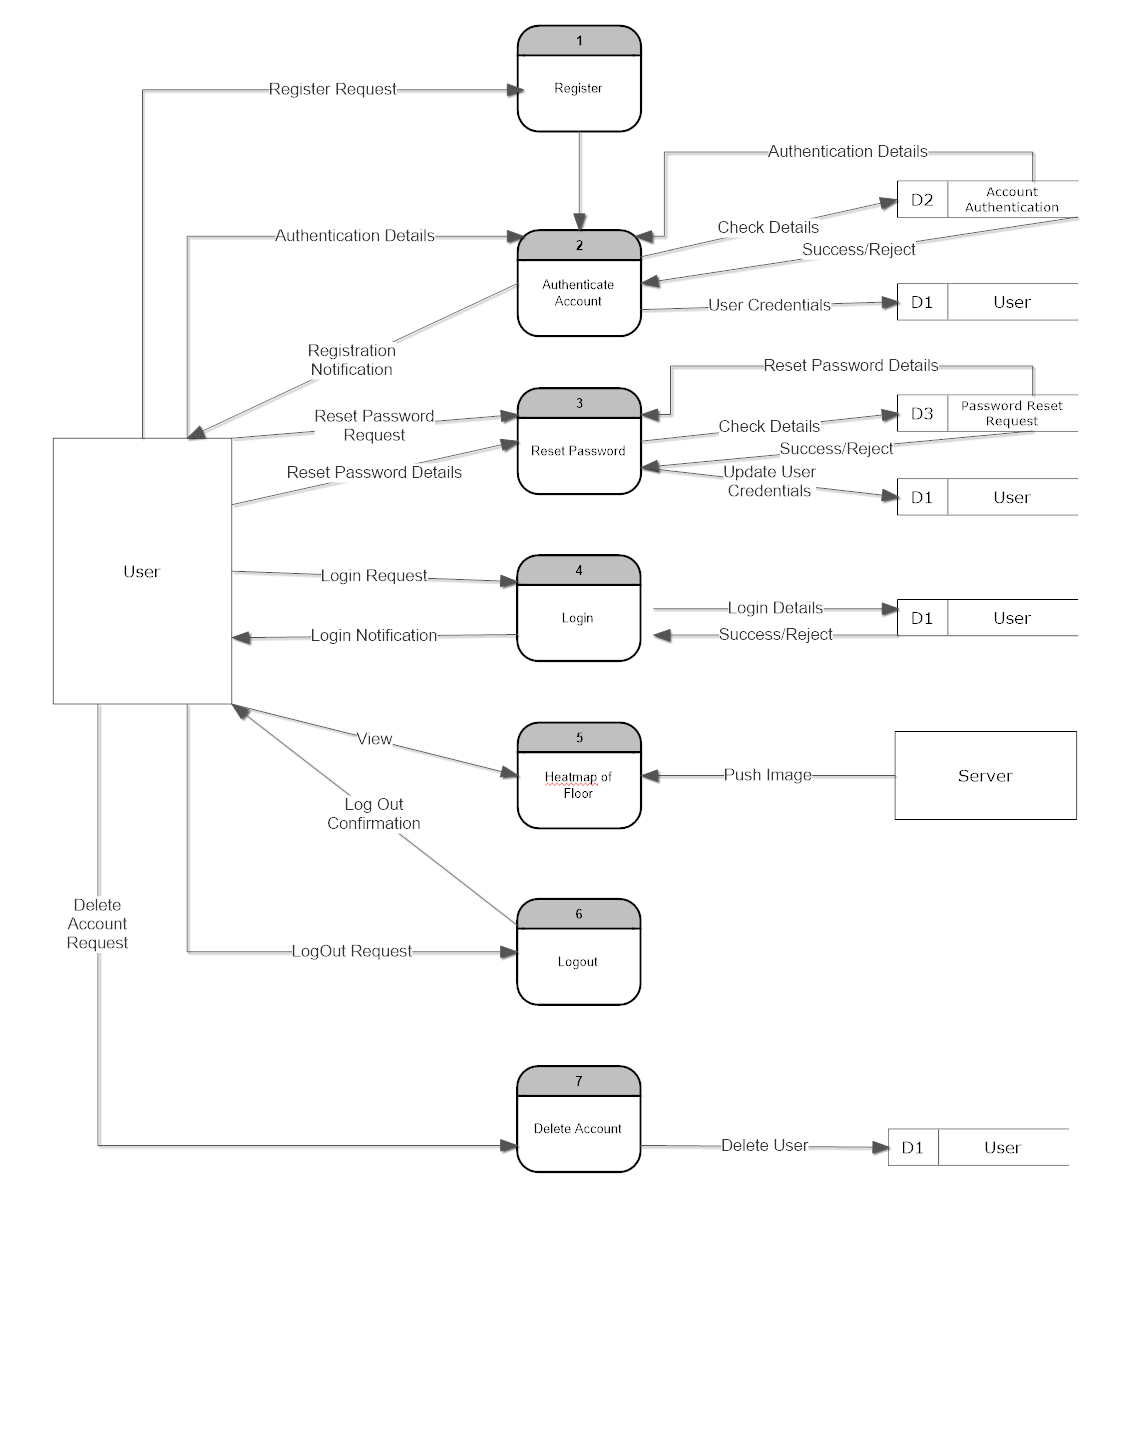 1
Register
Register Request
Authentication Details
D2
Account
Authentication
Check Details
Success/Reject
Authentication Details
2
Authenticate
Account
User Credentials
D1
User
Registration
Notification
Reset Password Details
3
Reset Password
Reset Password
Request
Check Details
D3
Password Reset
Request
Success/Reject
Reset Password Details
Update User
Credentials
D1
User
User
Login Request
4
Login
Login Details
D1
User
Login Notification
Success/Reject
View
5
Heatmap of
Floor
Push Image
Server
Log Out
Confirmation
6
Logout
LogOut Request
Delete
Account
Request
7
Delete Account
Delete User
D1
User